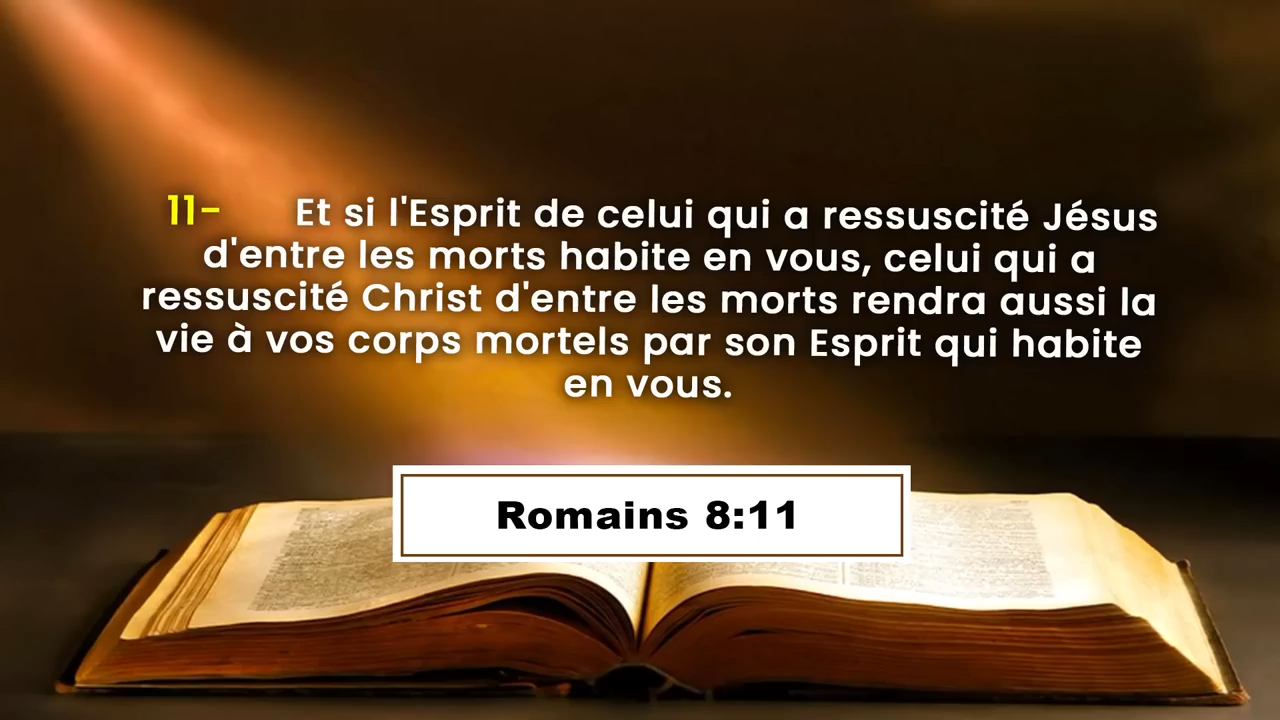 11- Et si l'Esprit de celui qui a ressuscité Jésus
d'entre les morts habite en vous, celui qui a
ressuscité Christ d'entre les morts rendra aussi la
vie à vos corps mortels par son Esprit qui habite
en vous.
Romains 8:11